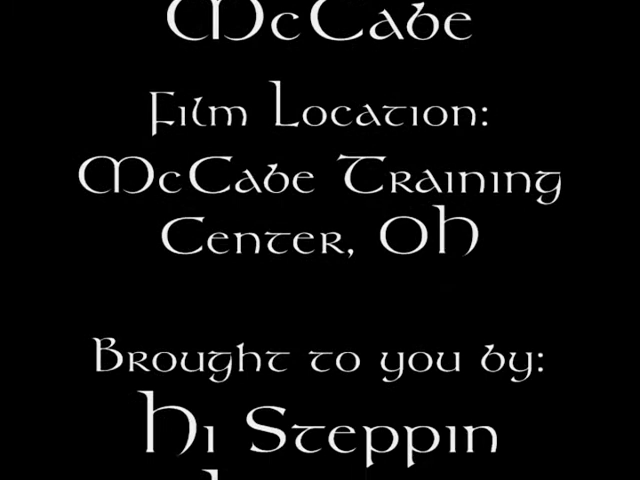 McCabe
Film Location:
McCabe Training
Center, OH
Brought to you by:
Hi Steppin